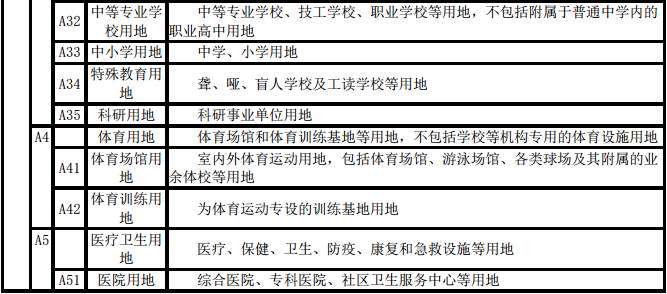 A32 中等专业学校用地 中等专业学校、技工学校、职业学校等用地，不包括附属于普通中学内的职业高中用地
A33 中小学用地 中学、小学用地
A34 特殊教育用地 聋、哑、盲人学校及工读学校等用地
A35 科研用地 科研事业单位用地
A4 体育用地 体育场馆和体育训练基地等用地，不包括学校等机构专用的体育设施用地
A41 体育场馆用地 室内外体育运动用地，包括体育场馆、游泳场馆、各类球场及其附属的业余体校等用地
A42 体育训练用地 为体育运动专设的训练基地用地
A5 医疗卫生用地 医疗、保健、卫生、防疫、康复和急救设施等用地
A51 医院用地 综合医院、专科医院、社区卫生服务中心等用地